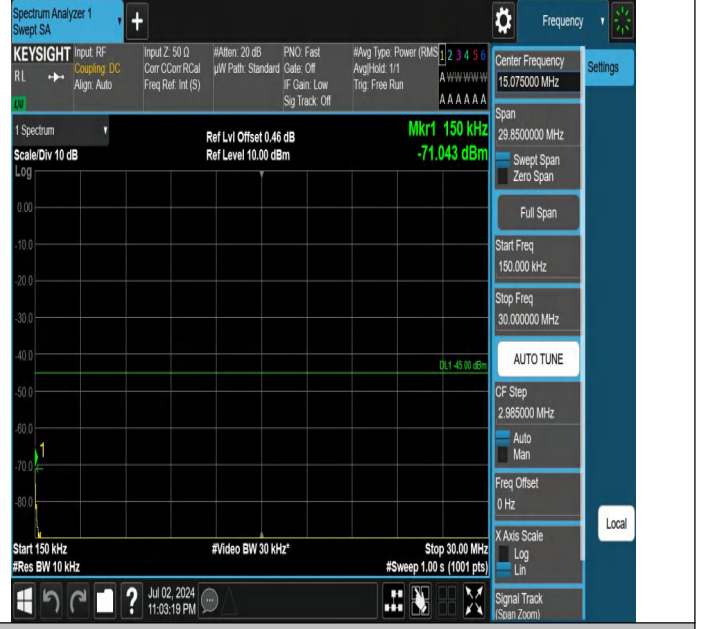 Spectrum Analyzer 1
Swept SA
+
Frequency
KEYSIGHT
RL
LXI
Input: RF
Coupling: DC
Align: Auto
Input Z: 50 Ω
Corr CCorr RCal
Freq Ref: Int (S)
#Atten: 20 dB
µW Path: Standard
PNO: Fast
Gate: Off
IF Gain: Low
Sig Track: Off
#Avg Type: Power (RMS
Avg|Hold: 1/1
Trig: Free Run
1 2 3 4 5 6
A W W W W W
A A A A A A
1 Spectrum
Scale/Div 10 dB
Log
Ref Lvl Offset 0.46 dB
Ref Level 10.00 dBm
Mkr1 150 kHz
-71.043 dBm
0.00
-10.0
-20.0
-30.0
-40.0
DL1 -45.00 dBm
-50.0
-60.0
1
-70.0
-80.0
Start 150 kHz
#Res BW 10 kHz
#Video BW 30 kHz*
Stop 30.00 MHz
#Sweep 1.00 s (1001 pts)
?
Jul 02, 2024
11:03:19 PM
Center Frequency
15.075000 MHz
Settings
Span
29.8500000 MHz
Swept Span
Zero Span
Full Span
Start Freq
150.000 kHz
Stop Freq
30.000000 MHz
AUTO TUNE
CF Step
2.985000 MHz
Auto
Man
Freq Offset
0 Hz
Local
X Axis Scale
Log
Lin
Signal Track
(Span Zoom)